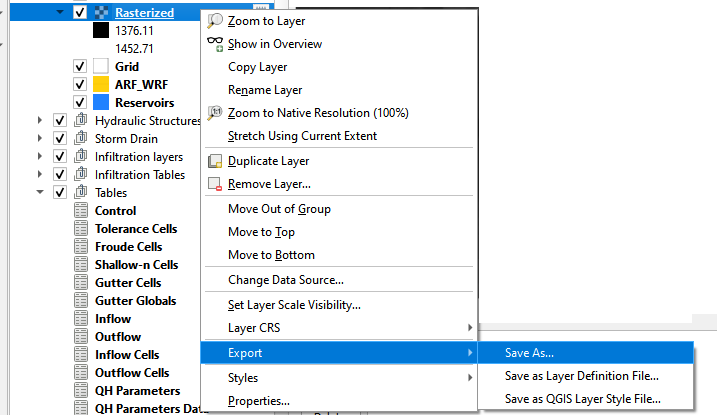 Rasterized
1376.11
1452.71
Grid
ARF_WRF
Reservoirs
Hydraulic Structures
Storm Drain
Infiltration layers
Infiltration Tables
Tables
Control
Tolerance Cells
Froude Cells
Shallow-n Cells
Gutter Cells
Gutter Globals
Inflow
Outflow
Inflow Cells
Outflow Cells
QH Parameters
QH Parameters Data
Zoom to Layer
Show in Overview
Copy Layer
Rename Layer
Zoom to Native Resolution (100%)
Stretch Using Current Extent
Duplicate Layer
Remove Layer...
Move Out of Group
Move to Top
Move to Bottom
Change Data Source...
Set Layer Scale Visibility...
Layer CRS
Export
Styles
Properties...
Save As...
Save as Layer Definition File...
Save as QGIS Layer Style File...